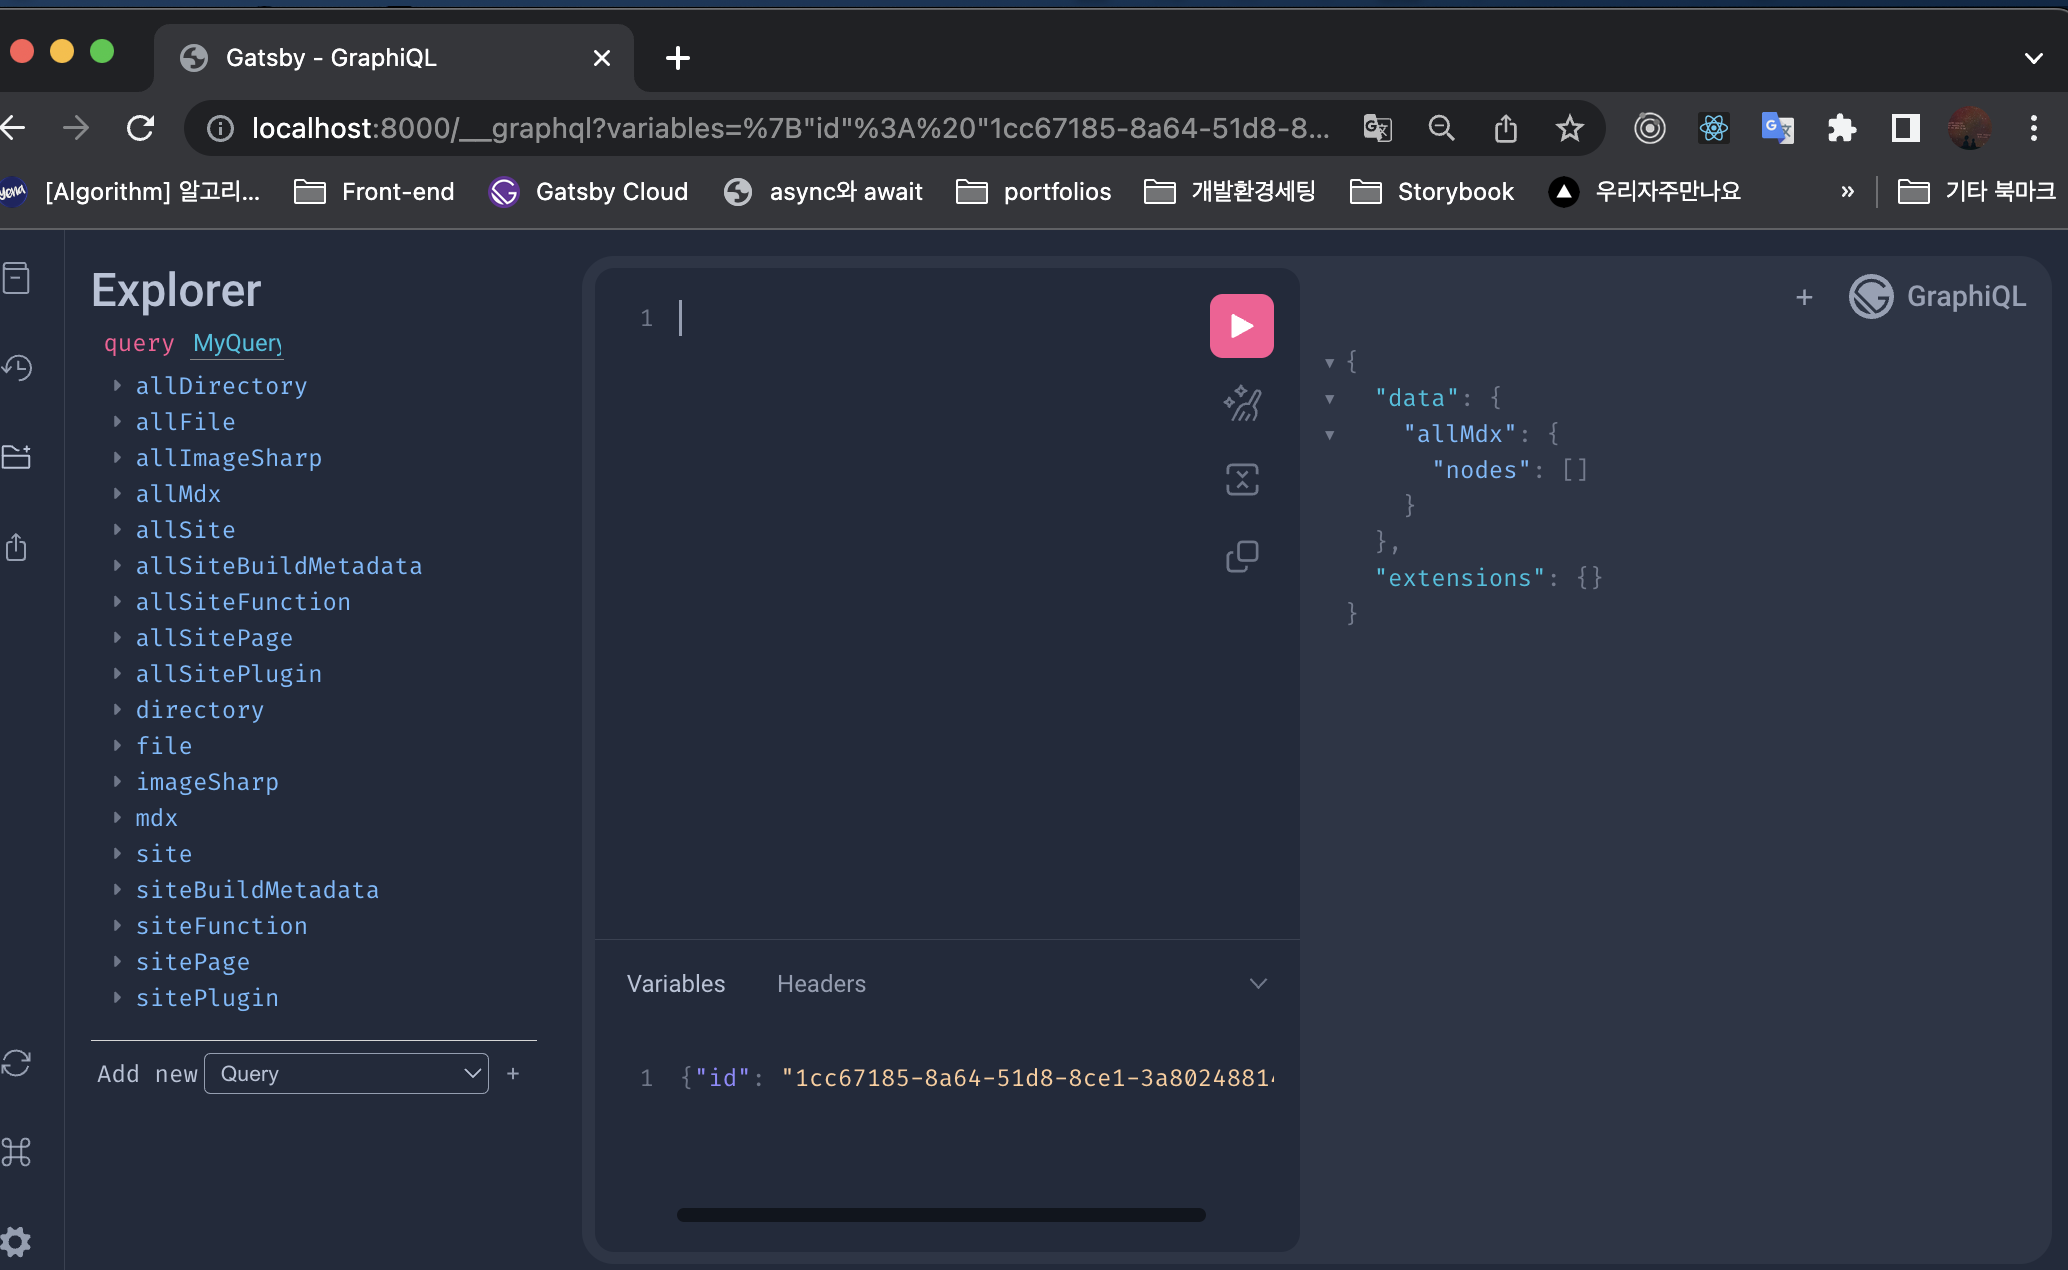 Gatsby - GraphiQL
localhost:8000/___graphql?variables=%7B"id"%3A%20"1cc67185-8a64-51d8-8...
yena [Algorithm] 알고리... Front-end Gatsby Cloud async와 await portfolios 개발환경세팅 Storybook 우리자주만나요 » 기타 북마크
Explorer
query MyQuery
allDirectory
allFile
allImageSharp
allMdx
allSite
allSiteBuildMetadata
allSiteFunction
allSitePage
allSitePlugin
directory
file
imageSharp
mdx
site
siteBuildMetadata
siteFunction
sitePage
sitePlugin
Add new Query +
1
Variables Headers
1 {"id": "1cc67185-8a64-51d8-8ce1-3a80248814
+ GraphiQL
{
"data": {
"allMdx": {
"nodes": []
}
},
"extensions": {}
}